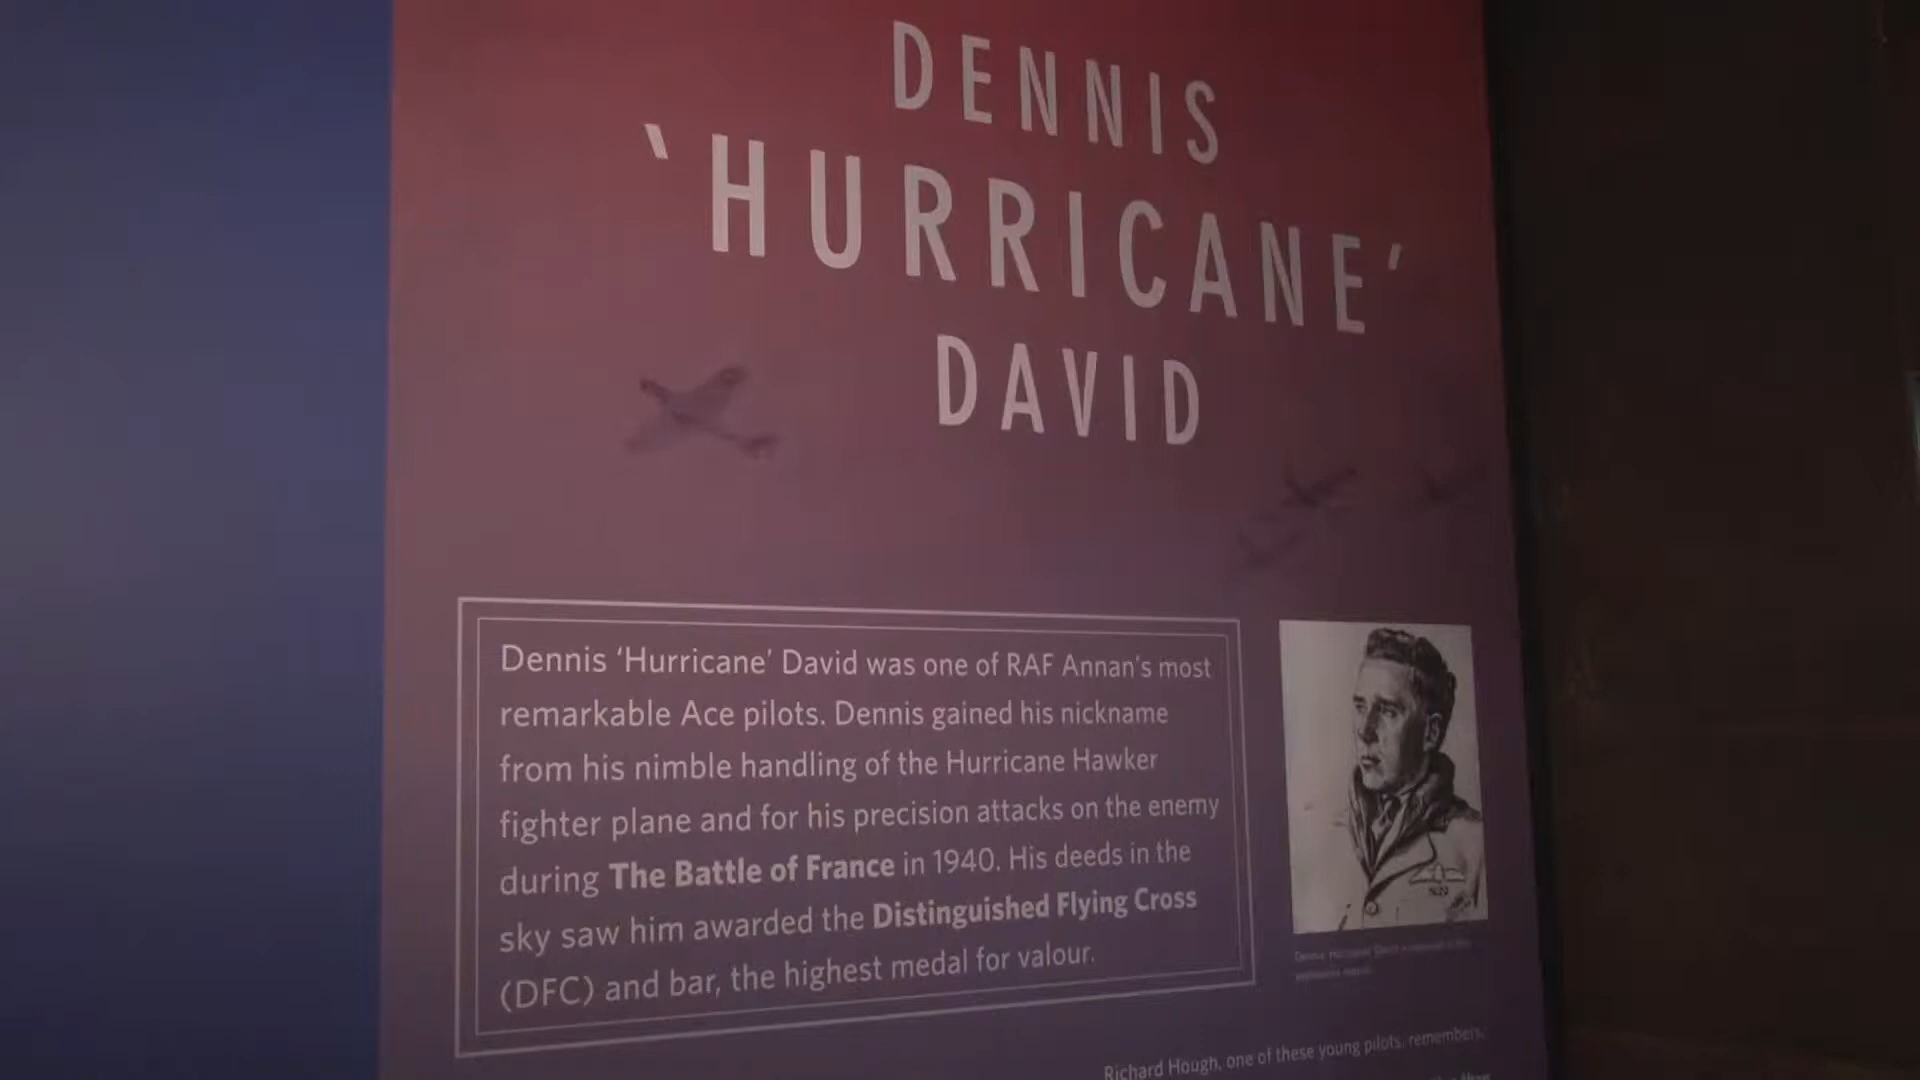 DENNIS
‘HURRICANE’
DAVID
Dennis ‘Hurricane’ David was one of RAF Annan’s most
remarkable Ace pilots. Dennis gained his nickname
from his nimble handling of the Hurricane Hawker
fighter plane and for his precision attacks on the enemy
during The Battle of France in 1940. His deeds in the
sky saw him awarded the Distinguished Flying Cross
(DFC) and bar, the highest medal for valour.
Richard Hough, one of these young pilots, remembers: